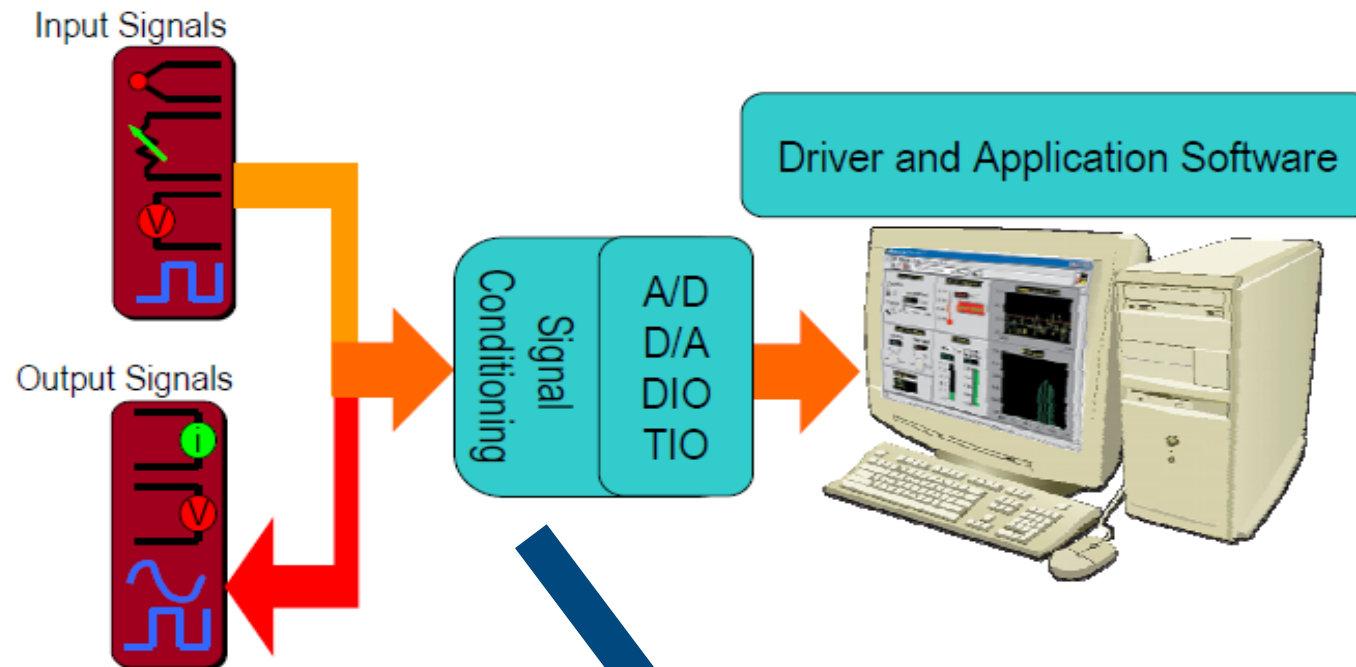 Input Signals
V
Driver and Application Software
Signal
Conditioning
A/D
D/A
DIO
TIO
Output Signals
i
V